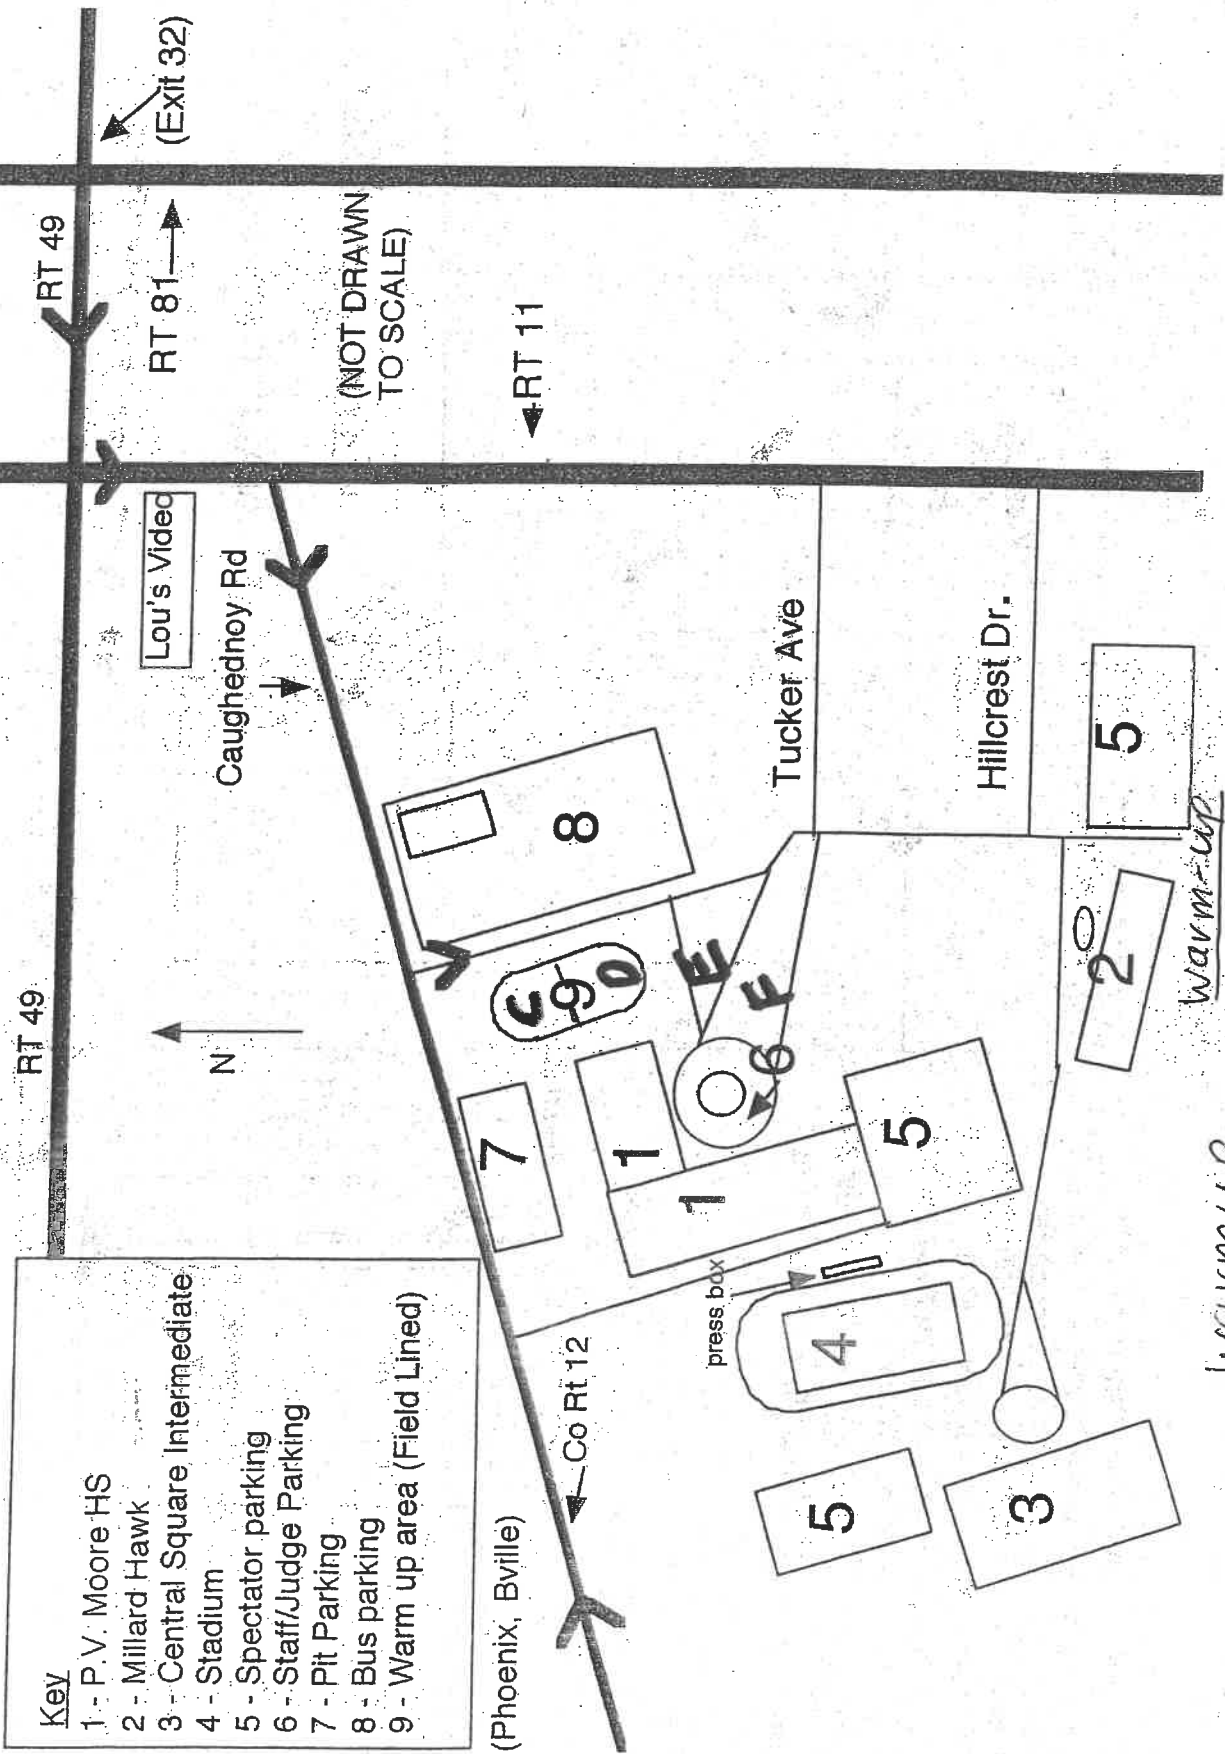 Key
1 - P.V. Moore HS
2 - Millard Hawk
3 - Central Square Intermediate
4 - Stadium
5 - Spectator parking
6 - Staff/Judge Parking
7 - Pit Parking
8 - Bus parking
9 - Warm up area (Field Lined)
RT 49
RT 49
(Exit 32)
RT 81
N
Lou's Video
(NOT DRAWN
TO SCALE)
Caughednoy Rd
RT 11
(Phoenix, Bville)
Co Rt 12
7
C
9
D
8
1
1
E
F
6
press box
4
5
5
Tucker Ave
3
Hillcrest Dr.
2
5
Warm-up